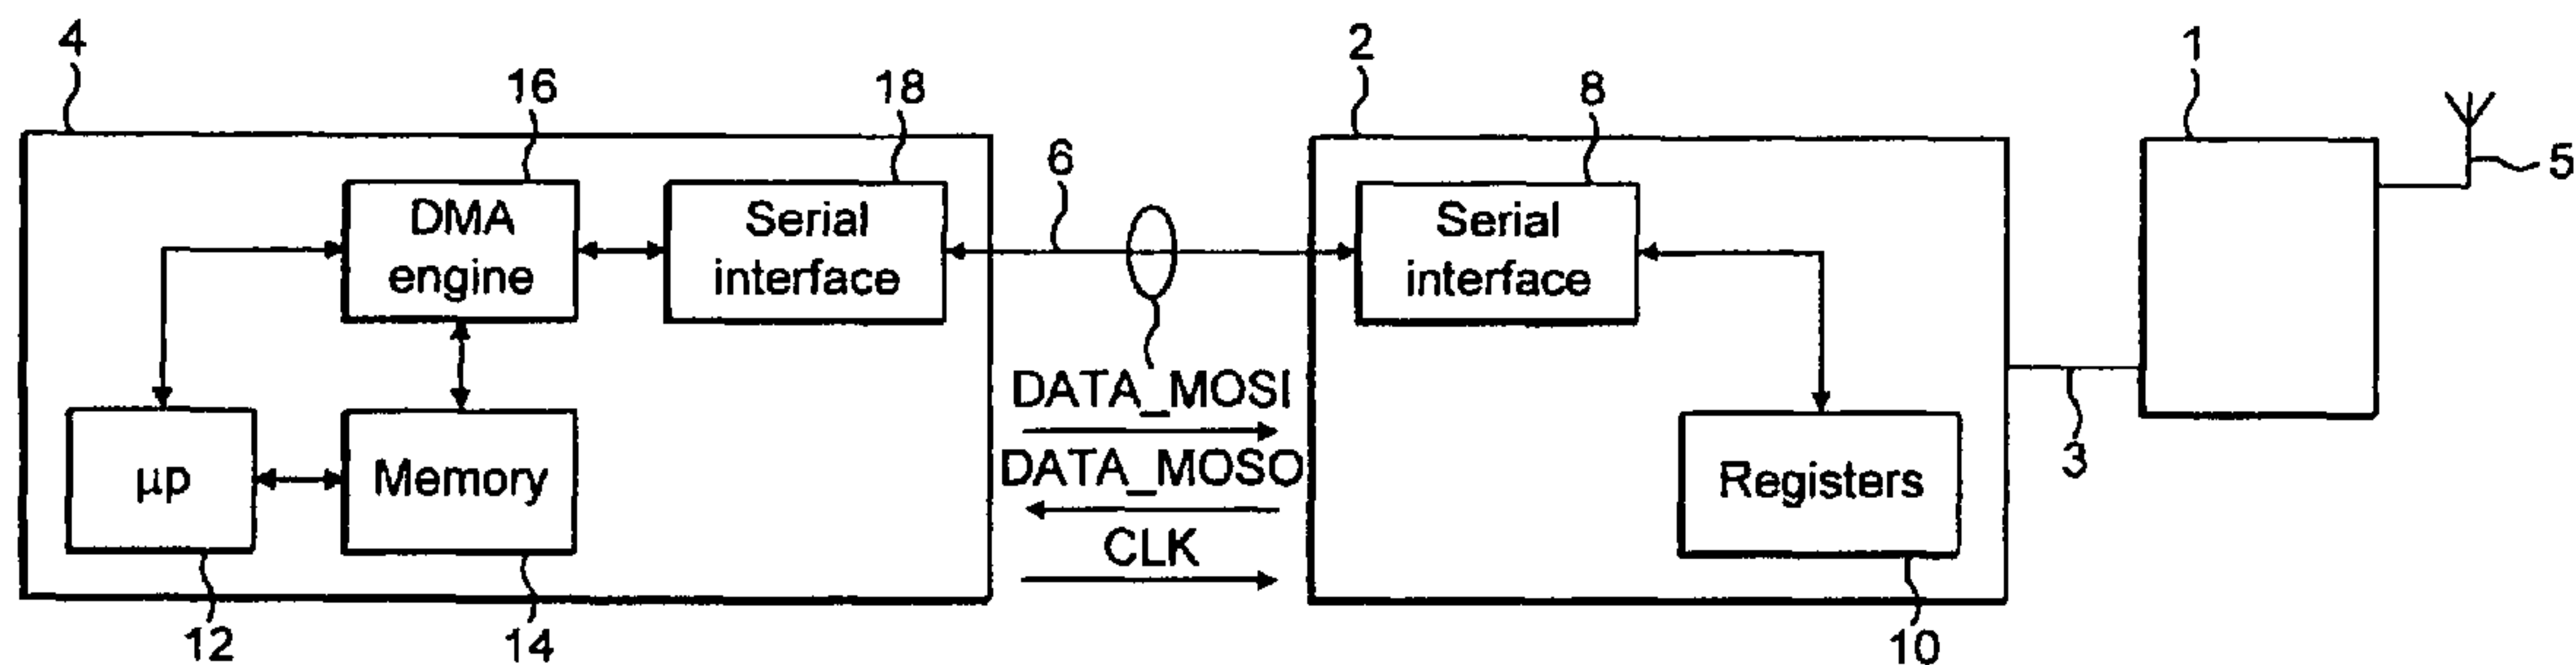 4
2
1
16
18
8
6
5
DMA
engine
Serial
interface
Serial
interface
DATA_MOSI
DATA_MOSO
CLK
3
µp
Memory
Registers
12
14
10